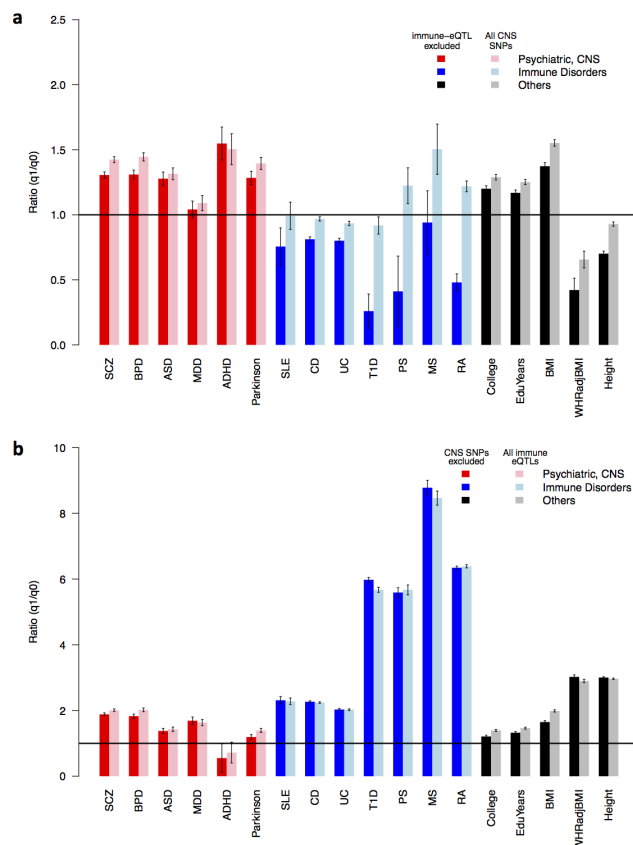 a
immune−eQTL excluded
All CNS SNPs
Psychiatric, CNS
Immune Disorders
Others
Ratio (q1/q0)
2.5
2.0
1.5
1.0
0.5
0.0
SCZ
BPD
ASD
MDD
ADHD
Parkinson
SLE
CD
UC
T1D
PS
MS
RA
College
EduYears
BMI
WHRadjBMI
Height
b
CNS SNPs excluded
All immune eQTLs
Psychiatric, CNS
Immune Disorders
Others
Ratio (q1/q0)
10
8
6
4
2
0
SCZ
BPD
ASD
MDD
ADHD
Parkinson
SLE
CD
UC
T1D
PS
MS
RA
College
EduYears
BMI
WHRadjBMI
Height